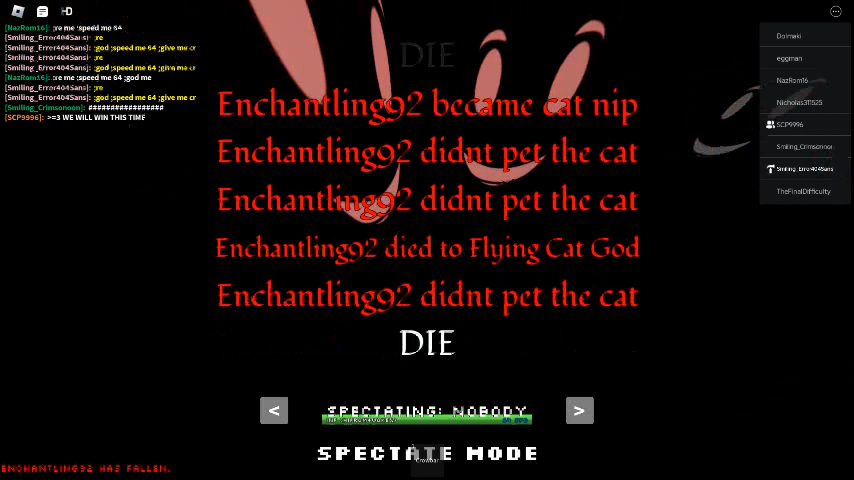 DIE
[NazRom16]: ;re me ;speed me 64
[Smiling_Error404Sans]: ;re
[Smiling_Error404Sans]: ;god ;speed me 64 ;give me cr
[Smiling_Error404Sans]: ;re
[Smiling_Error404Sans]: ;god ;speed me 64 ;give me cr
[NazRom16]: ;re me ;speed me 64 ;god me
[Smiling_Error404Sans]: ;re
[Smiling_Error404Sans]: ;god ;speed me 64 ;give me cr
[Smiling_Crimsonoon]: ################
[SCP9996]: >=3 WE WILL WIN THIS TIME
Enchantling92 became cat nip
Enchantling92 didnt pet the cat
Enchantling92 didnt pet the cat
Enchantling92 died to Flying Cat God
Enchantling92 didnt pet the cat
DIE
eggman
NazRom16
Nicholas311525
SCP9996
Smiling_Crimsonoon
Smiling_Error404Sans
TheFinalDifficulty
<
SPECTATING: NOBODY
>
SPECTATE MODE
Crowbar
ENCHANTLING92 HAS FALLEN.